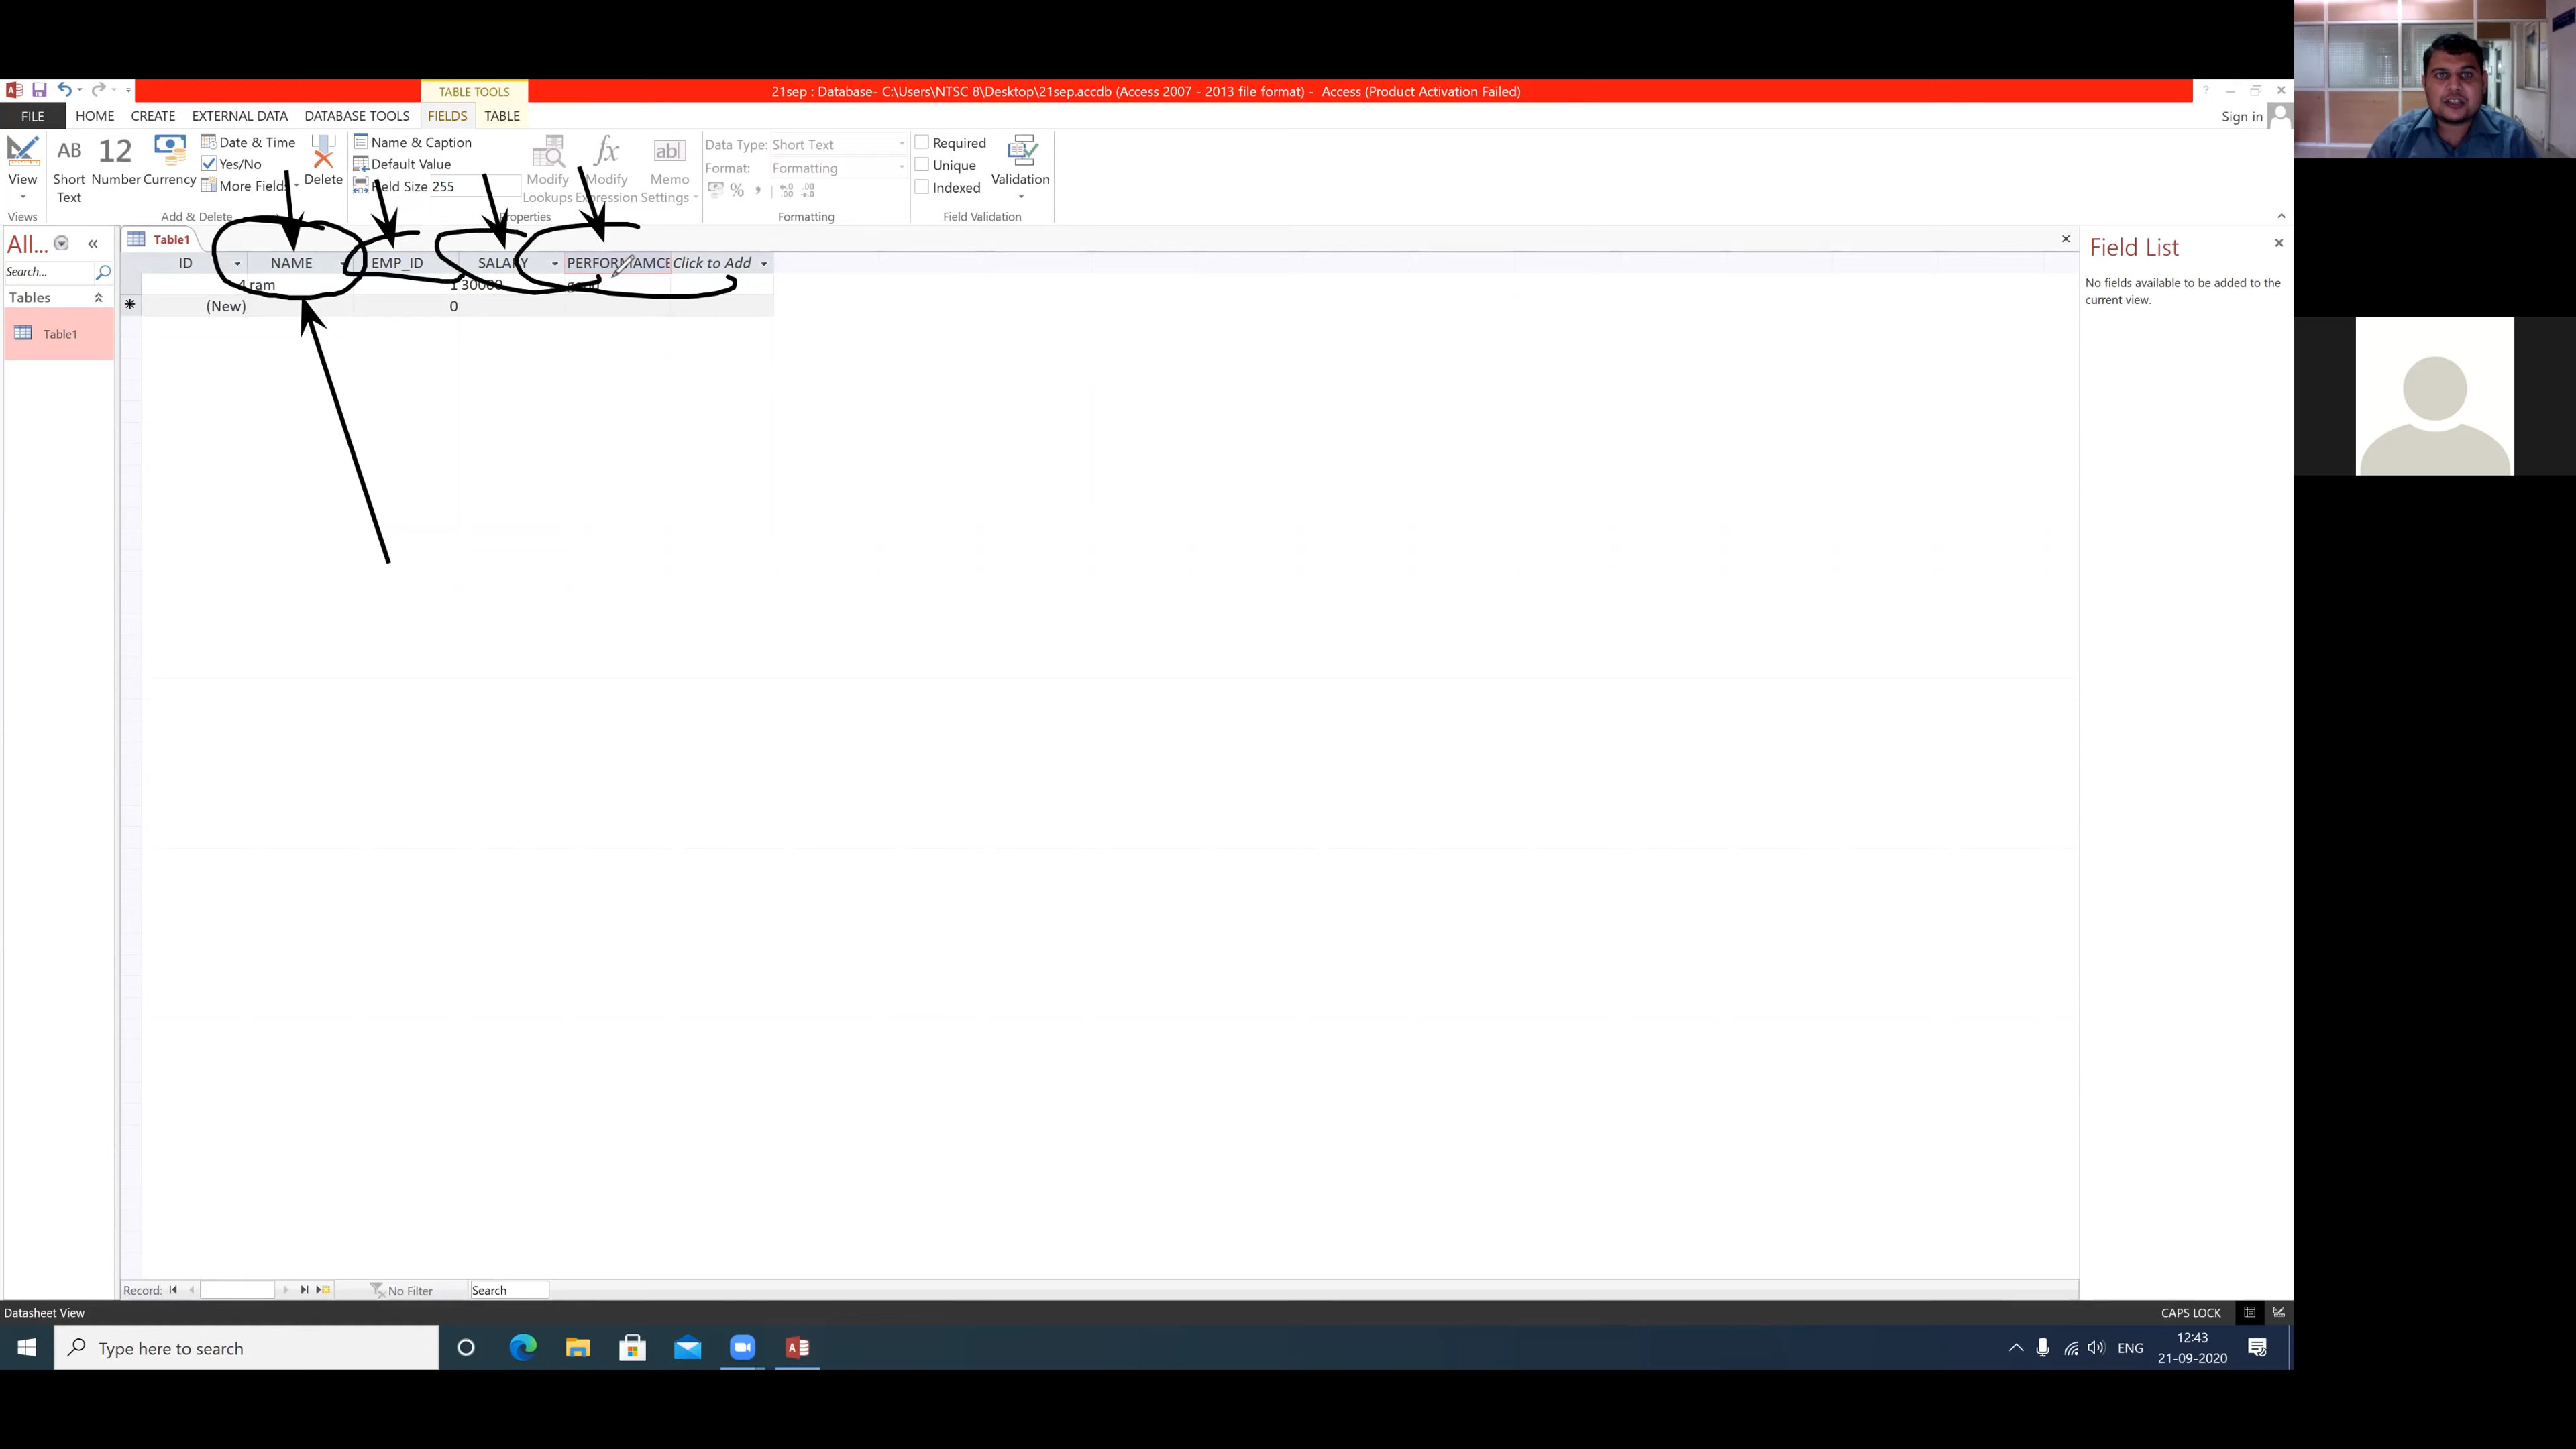 TABLE TOOLS
21sep : Database- C:\Users\NTSC 8\Desktop\21sep.accdb (Access 2007 - 2013 file format) - Access (Product Activation Failed)
FILE HOME CREATE EXTERNAL DATA DATABASE TOOLS FIELDS TABLE Sign in
View
Views
AB Short Text
12 Number
Currency
Date & Time
Yes/No
More Fields
Delete
Add & Delete
Name & Caption
Default Value
Field Size 255
Modify Lookups
fx Modify Expression
ab| Memo Settings
Properties
Data Type: Short Text
Format: Formatting
% ,
Formatting
Required
Unique
Indexed
Validation
Field Validation
All...
Search...
Tables
Table1
Table1
ID NAME EMP_ID SALARY PERFORMAMCE Click to Add
4 ram 1 30000 good
(New) 0
Field List
No fields available to be added to the
current view.
Record: No Filter Search
Datasheet View CAPS LOCK
Type here to search
ENG
12:43
21-09-2020